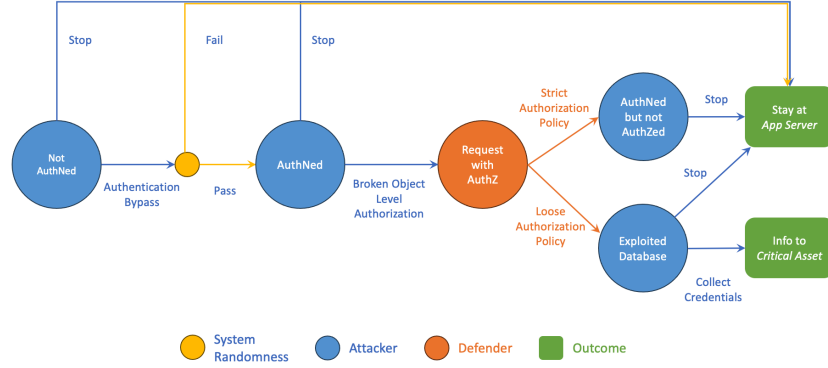 Stop
Fail
Stop
Not
AuthNed
Authentication
Bypass
Pass
AuthNed
Broken Object
Level
Authorization
Request
with
AuthZ
Strict
Authorization
Policy
Loose
Authorization
Policy
AuthNed
but not
AuthZed
Stop
Stay at
App Server
Stop
Exploited
Database
Collect
Credentials
Info to
Critical Asset
System
Randomness
Attacker
Defender
Outcome